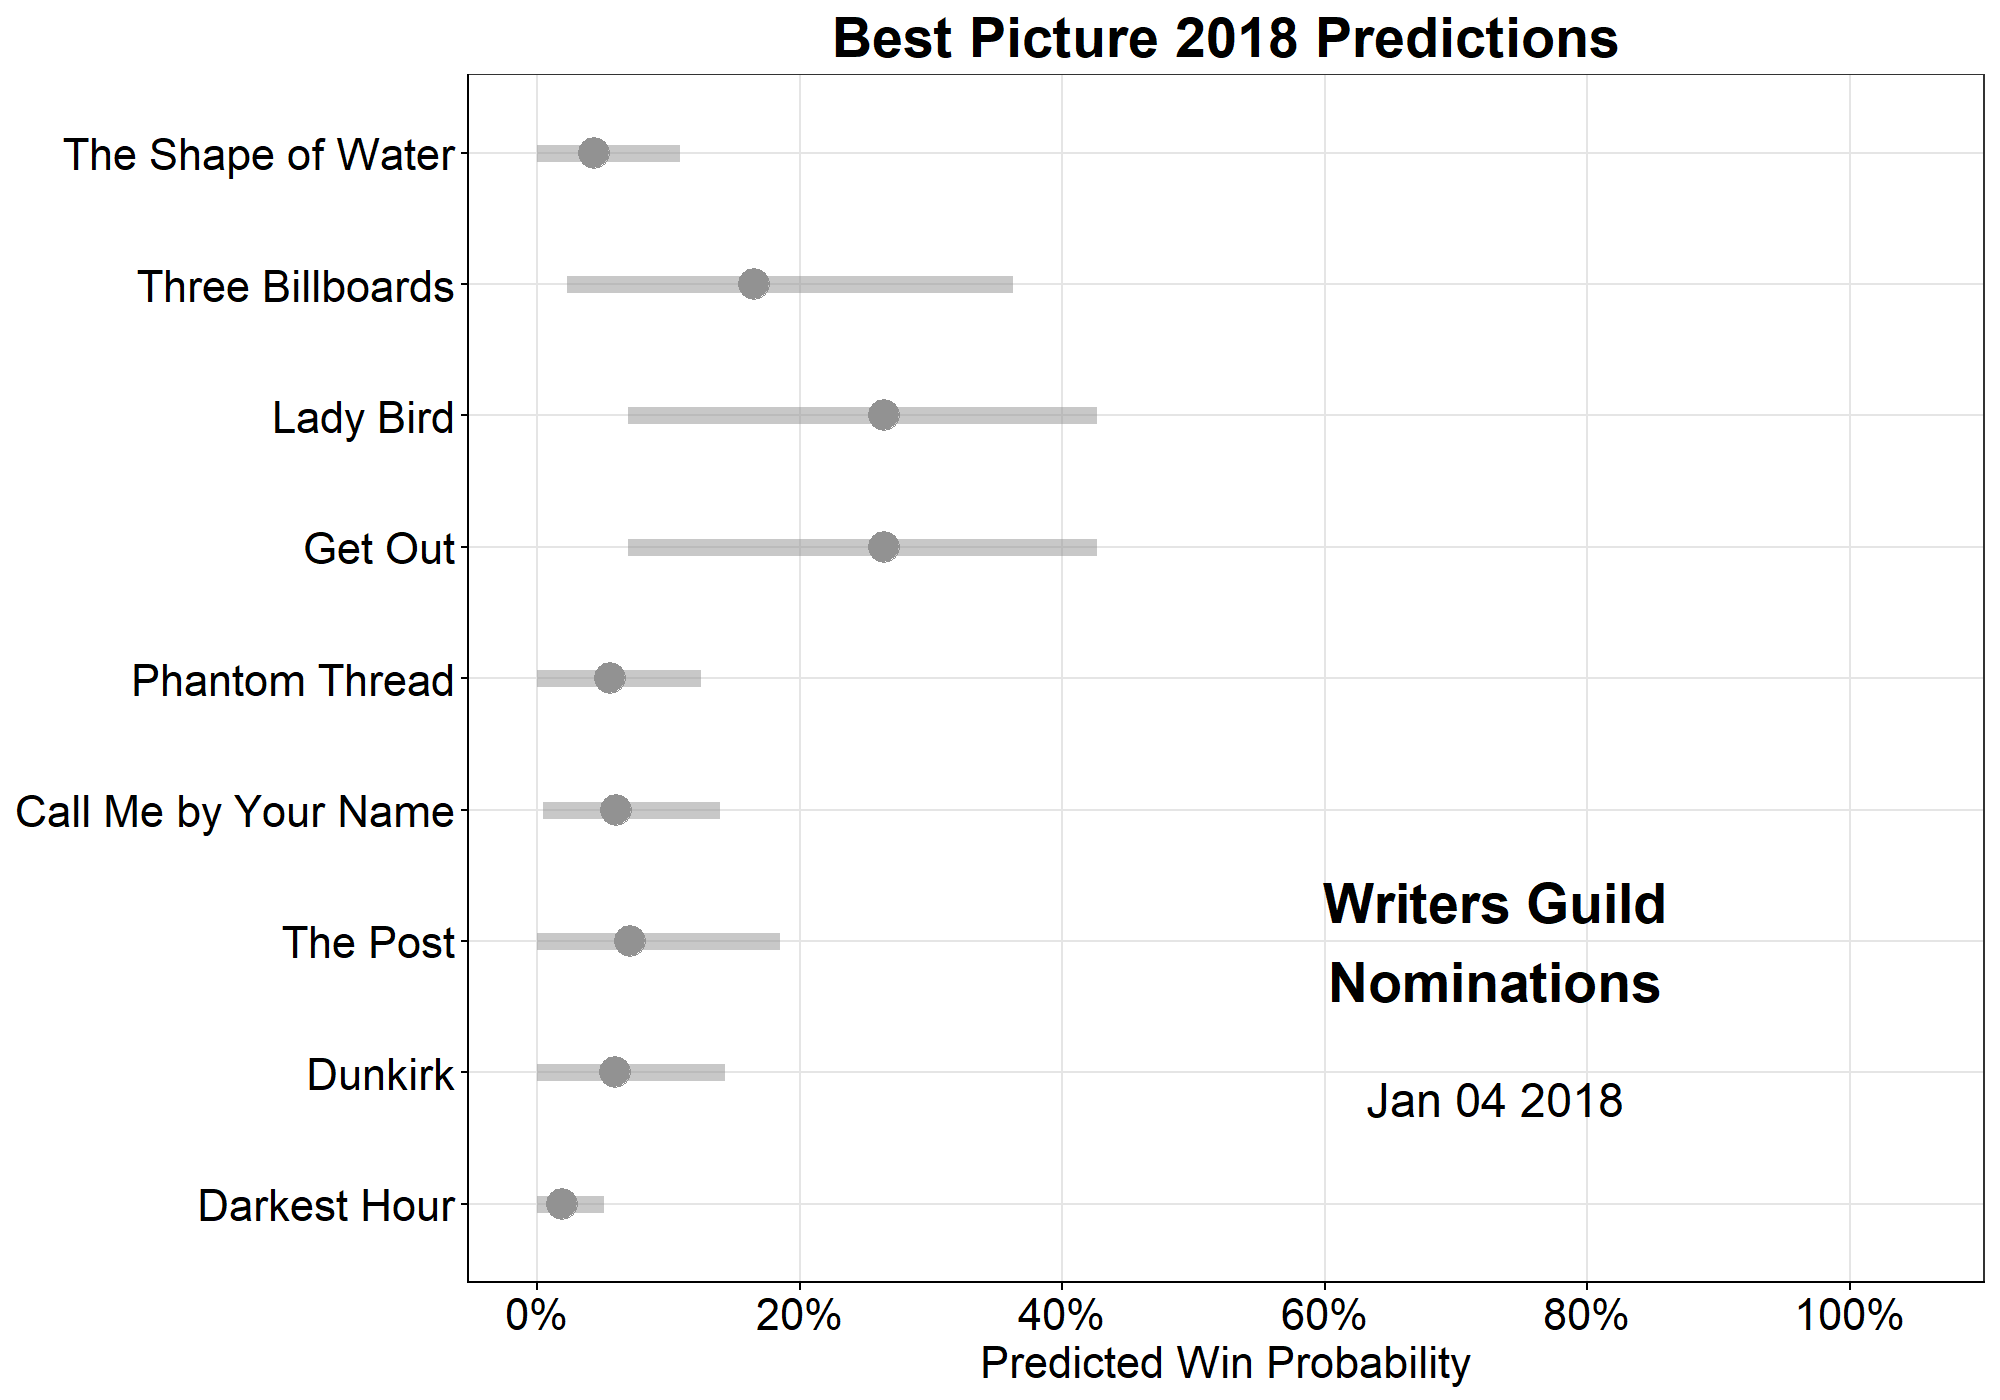 Best Picture 2018 Predictions
The Shape of Water
Three Billboards
Lady Bird
Get Out
Phantom Thread
Call Me by Your Name
The Post
Dunkirk
Darkest Hour
Writers Guild
Nominations
Jan 04 2018
0% 20% 40% 60% 80% 100%
Predicted Win Probability